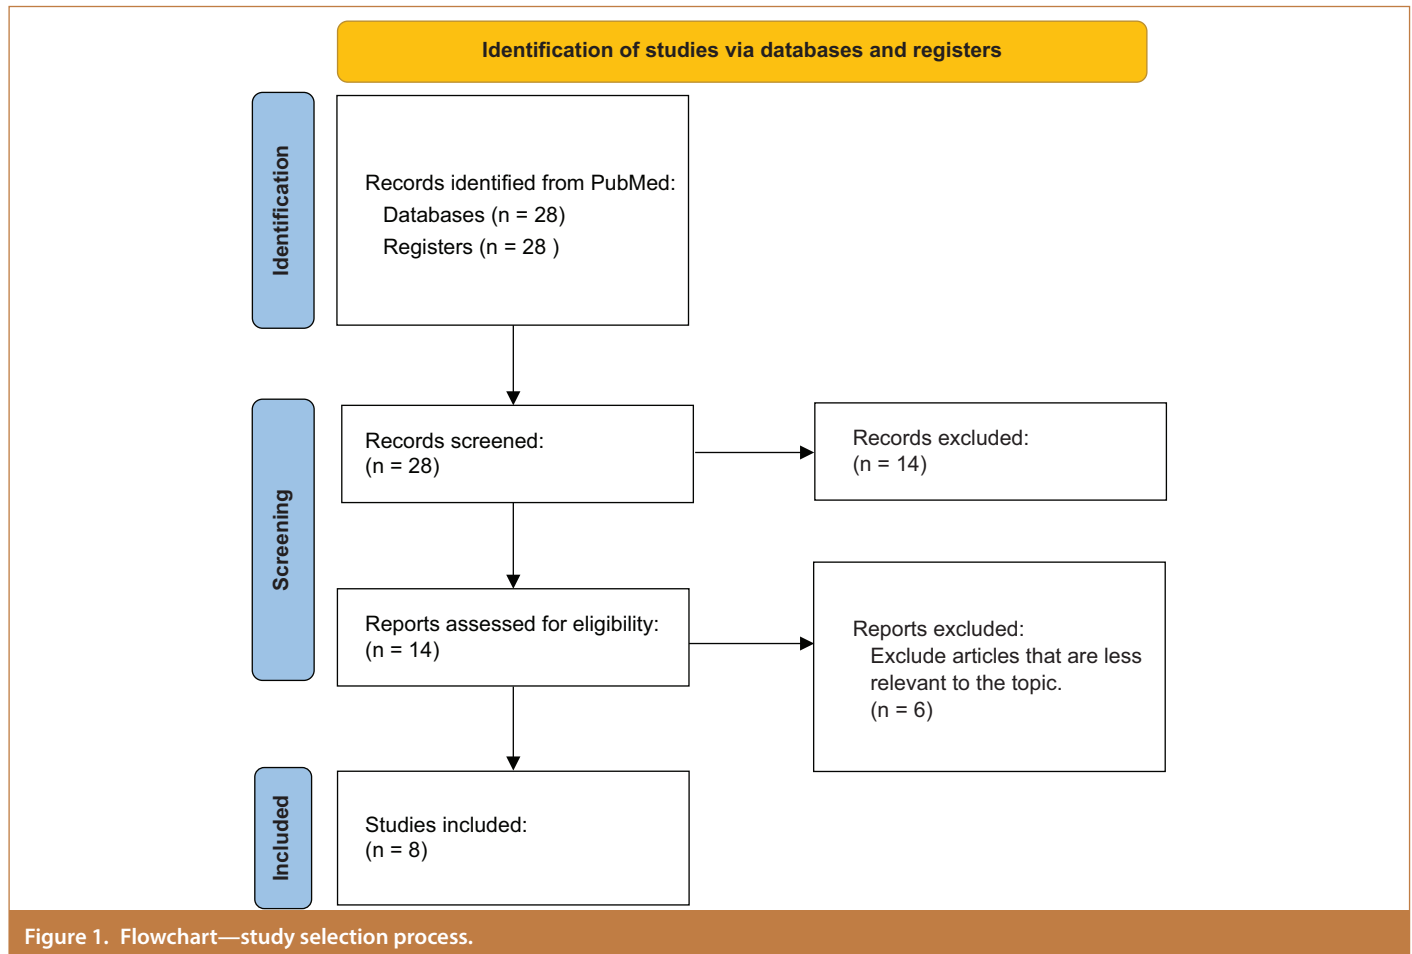 Identification of studies via databases and registers
Identification
Records identified from PubMed:
Databases (n = 28)
Registers (n = 28 )
Screening
Records screened:
(n = 28)
Records excluded:
(n = 14)
Reports assessed for eligibility:
(n = 14)
Reports excluded:
Exclude articles that are less
relevant to the topic.
(n = 6)
Included
Studies included:
(n = 8)
Figure 1. Flowchart—study selection process.